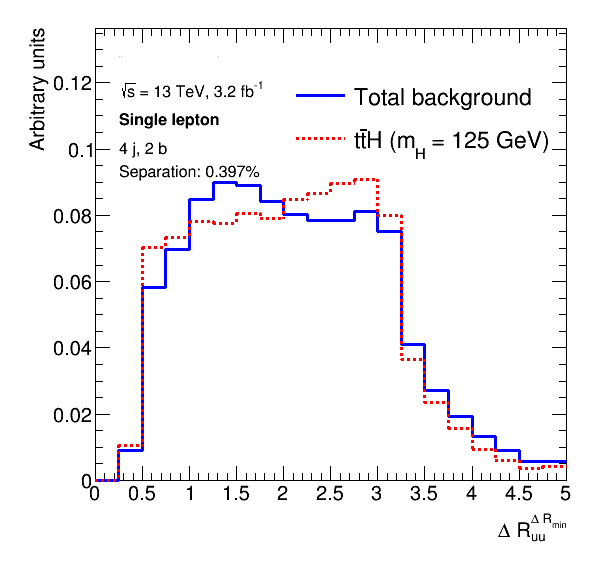 Arbitrary units
0.12
0.1
0.08
0.06
0.04
0.02
0
√s = 13 TeV, 3.2 fb⁻¹
Single lepton
4 j, 2 b
Separation: 0.397%
Total background
tt̄H (m_H = 125 GeV)
0 0.5 1 1.5 2 2.5 3 3.5 4 4.5 5
Δ R_uu^Δ R_min